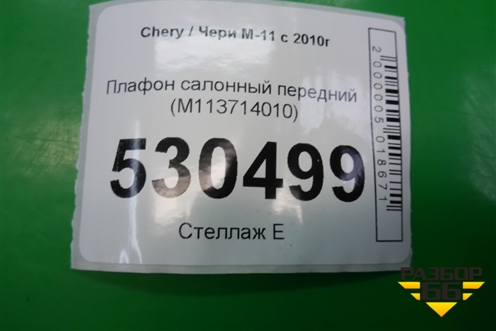 Chery / Чери М-11 с 2010г
Плафон салонный передний
(M113714010)
530499
Стеллаж Е
2000005018671
РАЗБОР
66